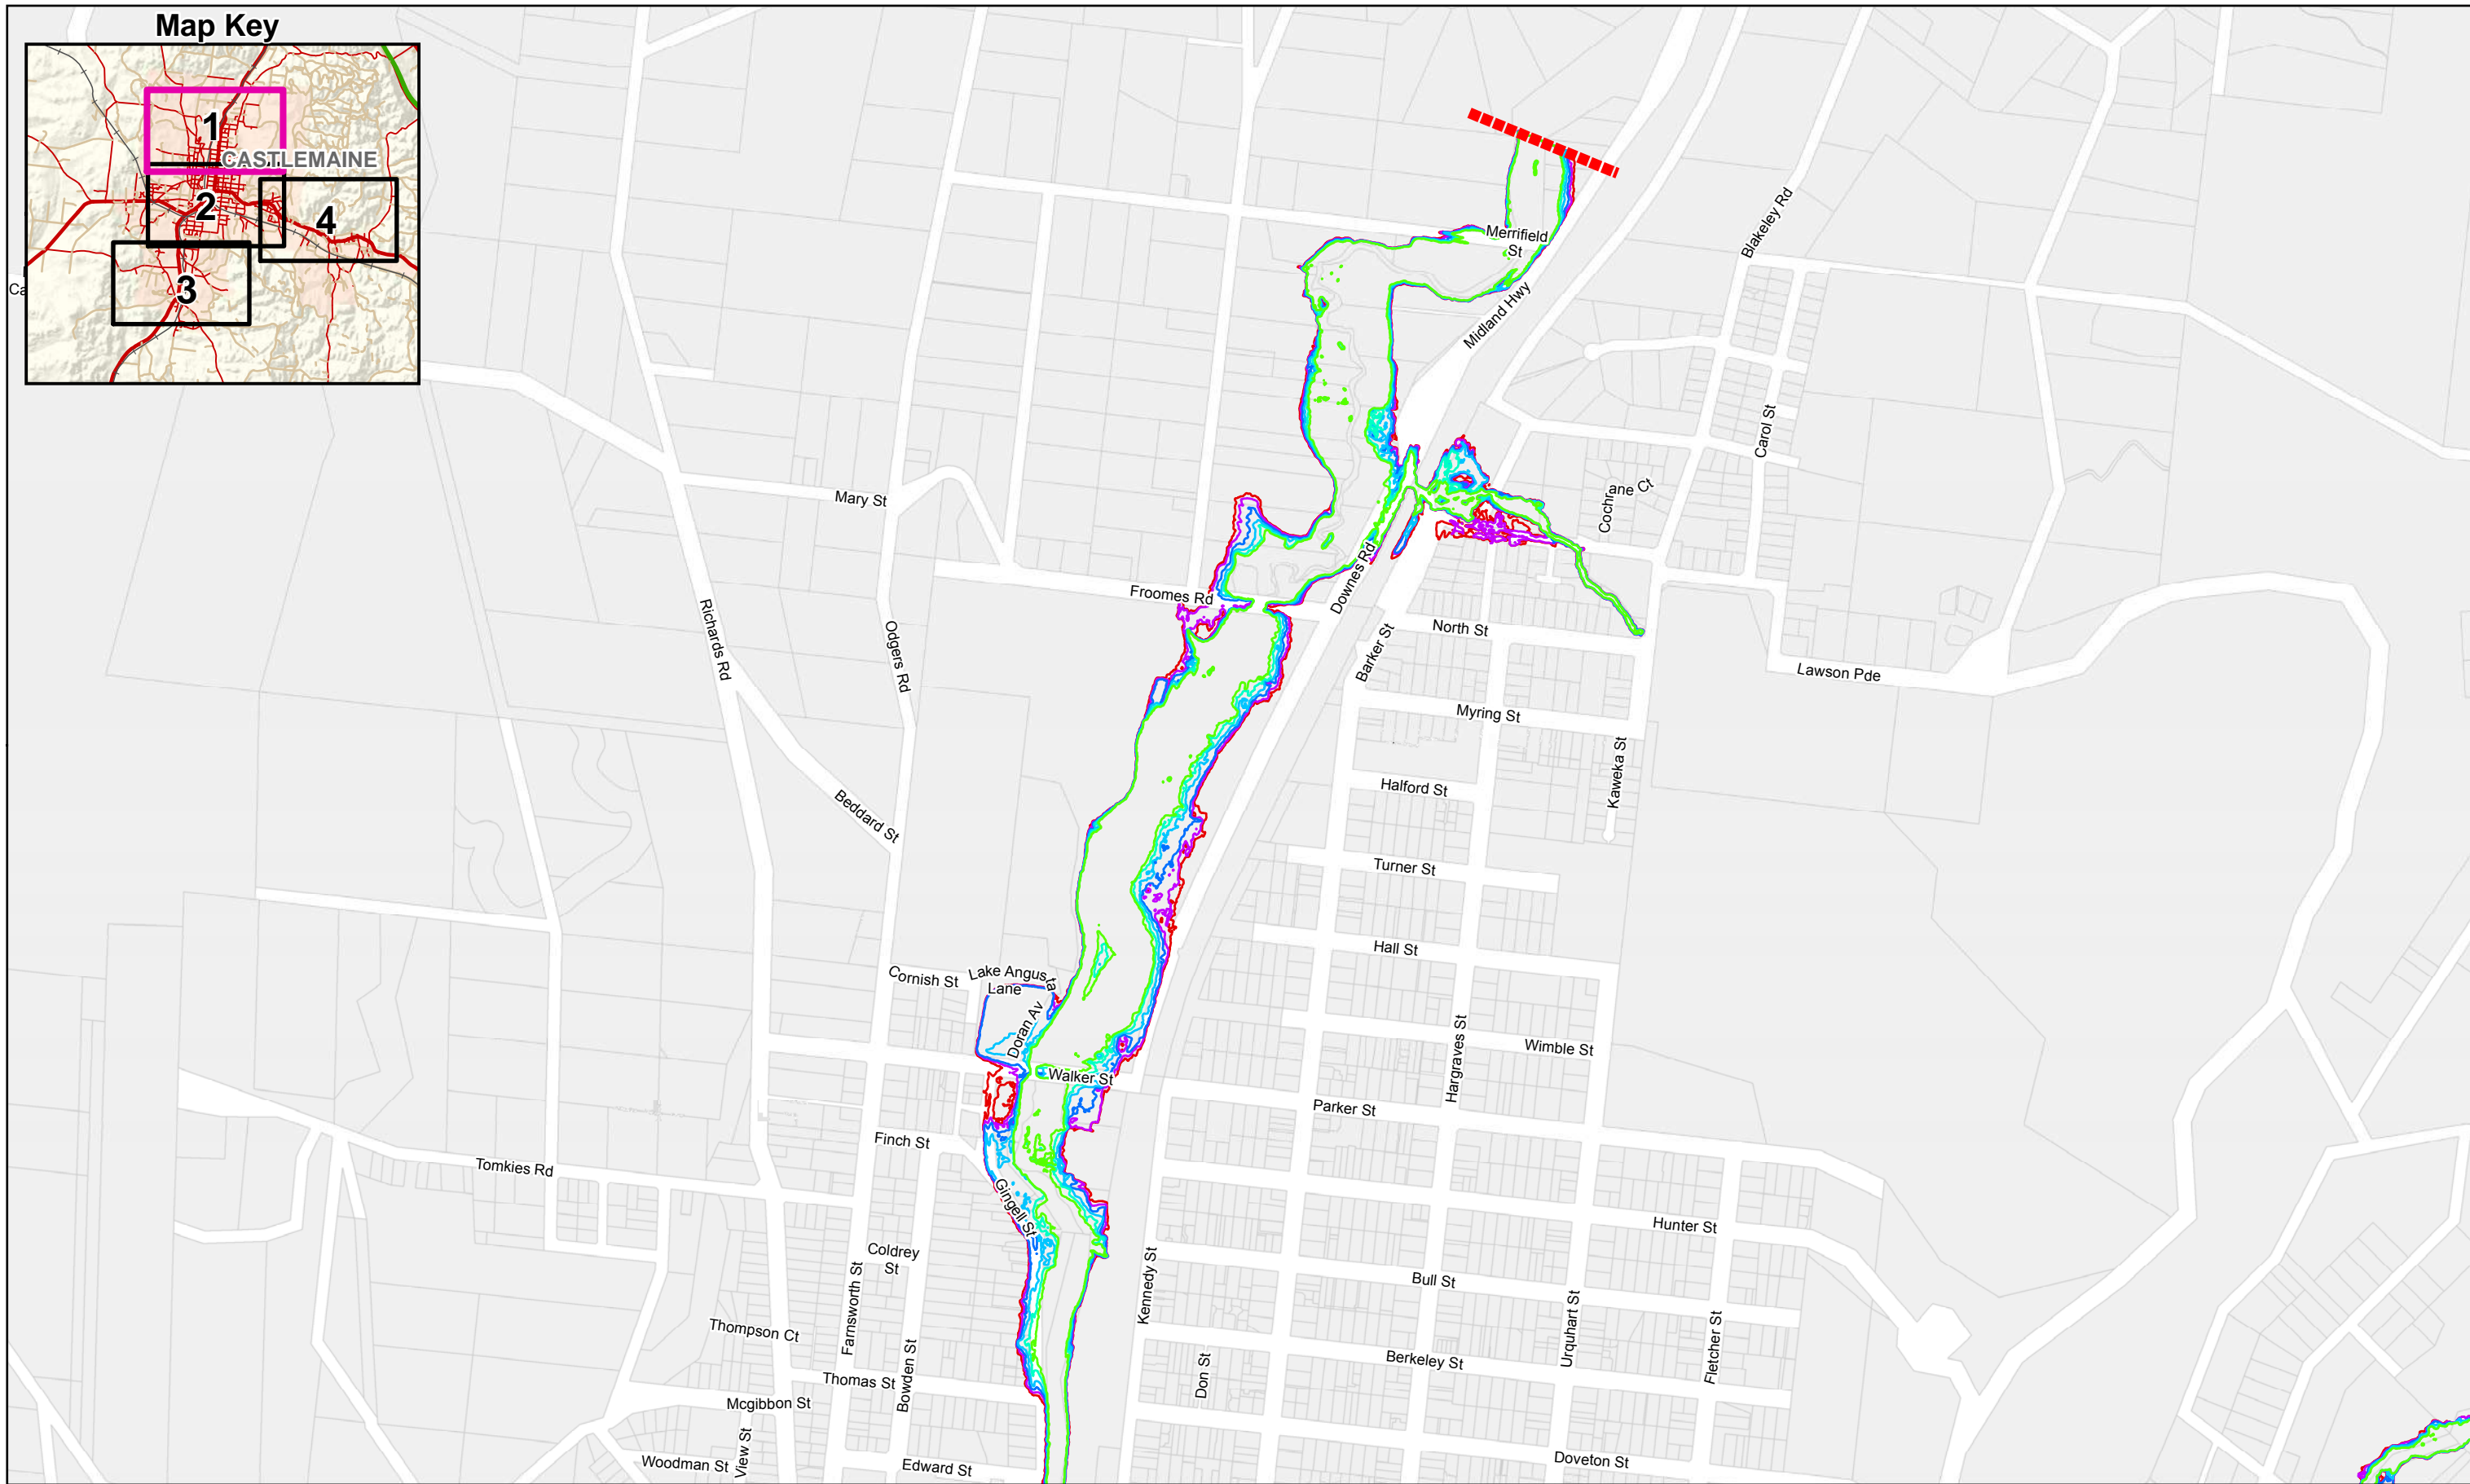 Map Key
1
CASTLEMAINE
2
4
3
Ca
Merrifield
St
Blakeley Rd
Midland Hwy
Carol St
Mary St
Cochrane Ct
Downes Rd
Froomes Rd
North St
Richards Rd
Odgers Rd
Barker St
Lawson Pde
Myring St
Kaweka St
Halford St
Beddard St
Turner St
Hall St
Cornish St
Lake Angusta
Lane
Doran Av
Hargraves St
Wimble St
Walker St
Parker St
Finch St
Tomkies Rd
Gingell St
Hunter St
Coldrey
St
Kennedy St
Bull St
Farnsworth St
Thompson Ct
Urquhart St
Fletcher St
Berkeley St
Don St
Bowden St
Thomas St
Mcgibbon St
View St
Woodman St
Edward St
Doveton St